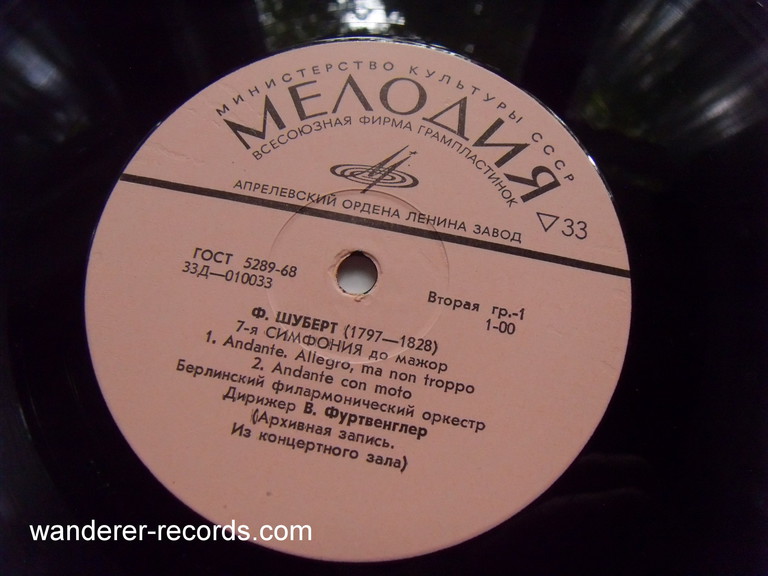 МИНИСТЕРСТВО КУЛЬТУРЫ СССР
МЕЛОДИЯ
ВСЕСОЮЗНАЯ ФИРМА ГРАМПЛАСТИНОК
АПРЕЛЕВСКИЙ ОРДЕНА ЛЕНИНА ЗАВОД
▽33
ГОСТ 5289-68
33Д—010033
Вторая гр.-1
1-00
Ф. ШУБЕРТ (1797—1828)
7-я СИМФОНИЯ до мажор
1. Andante. Allegro, ma non troppo
2. Andante con moto
Берлинский филармонический оркестр
Дирижер В. Фуртвенглер
(Архивная запись.
Из концертного зала)
wanderer-records.com